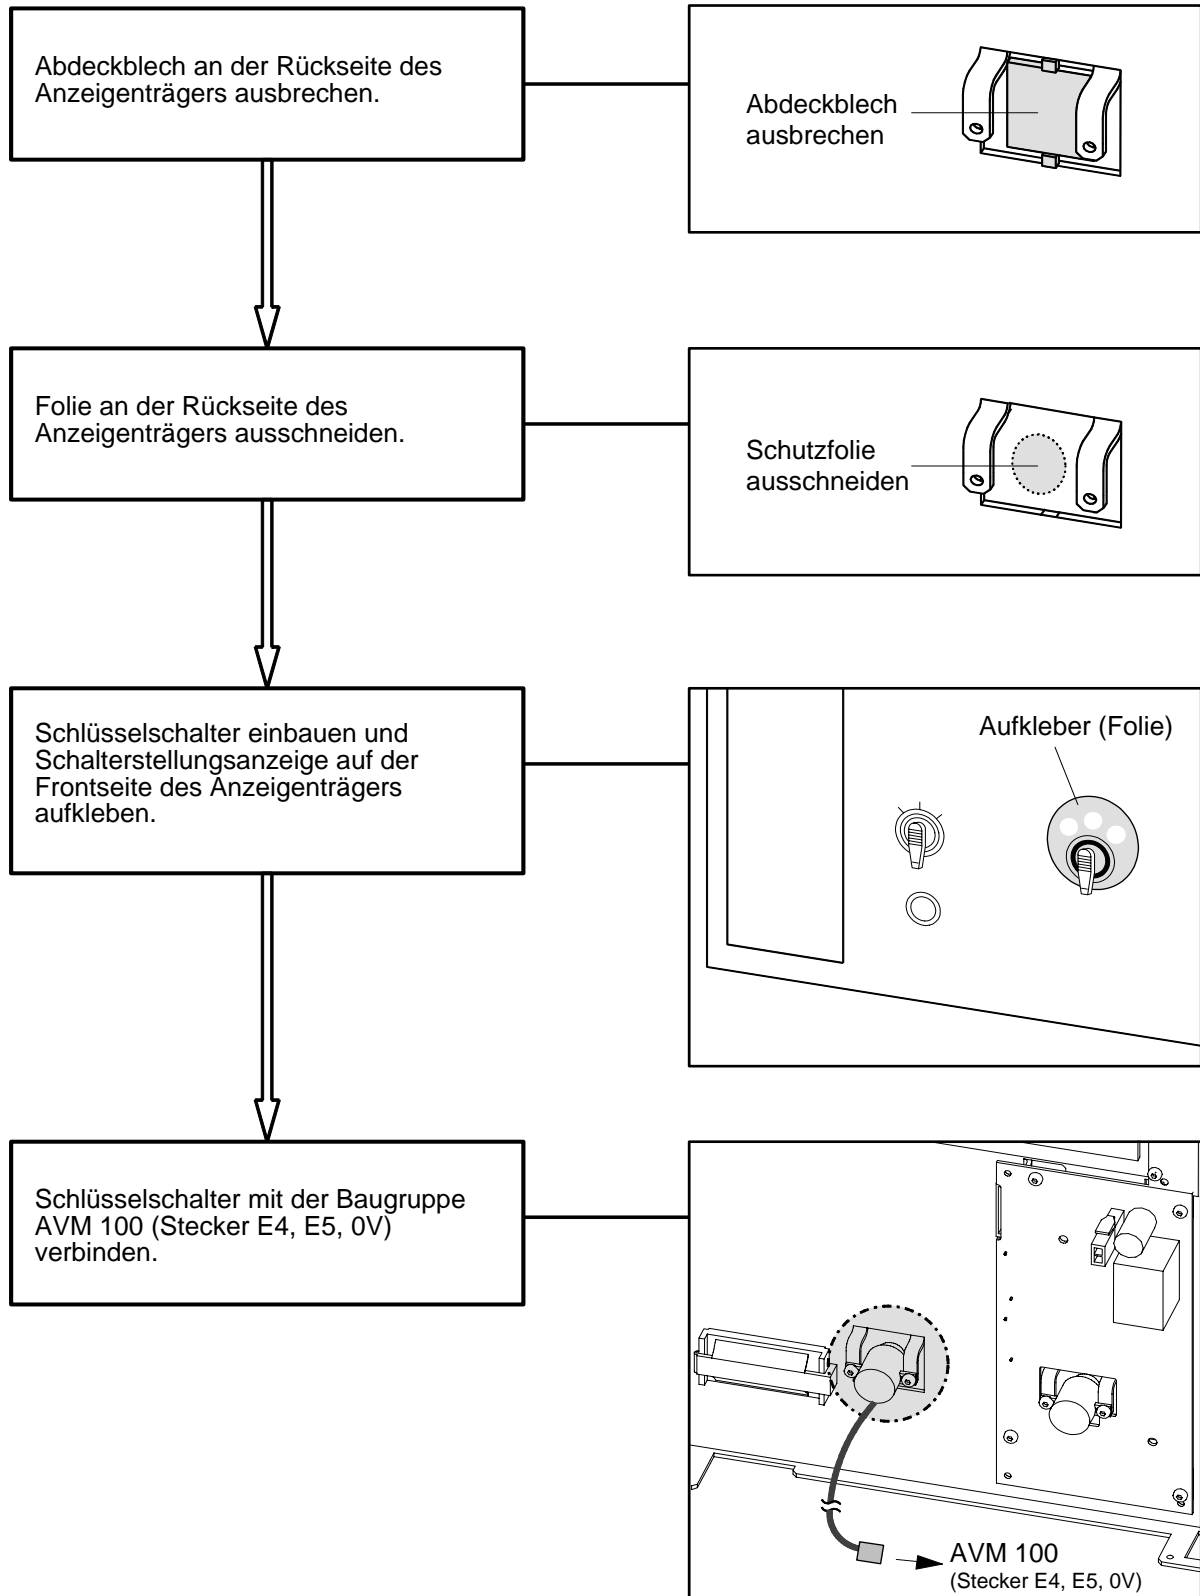 Abdeckblech an der Rückseite des
Anzeigenträgers ausbrechen.
Abdeckblech
ausbrechen
Folie an der Rückseite des
Anzeigenträgers ausschneiden.
Schutzfolie
ausschneiden
Schlüsselschalter einbauen und
Schalterstellungsanzeige auf der
Frontseite des Anzeigenträgers
aufkleben.
Aufkleber (Folie)
Schlüsselschalter mit der Baugruppe
AVM 100 (Stecker E4, E5, 0V)
verbinden.
AVM 100
(Stecker E4, E5, 0V)